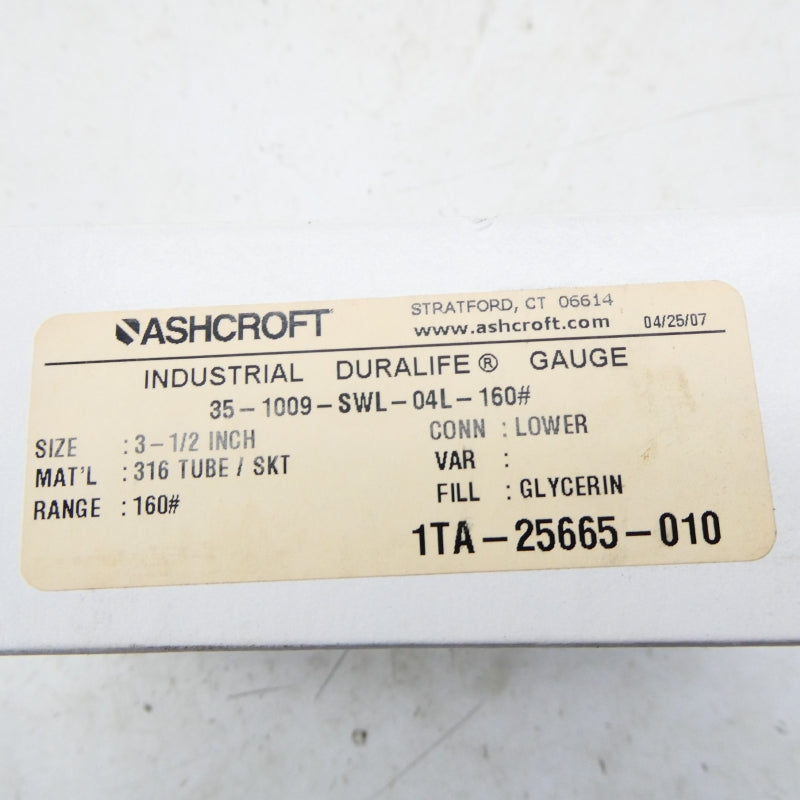 ASHCROFT
STRATFORD, CT 06614
www.ashcroft.com 04/25/07
INDUSTRIAL DURALIFE® GAUGE
35-1009-SWL-04L-160#
SIZE : 3-1/2 INCH
MAT'L : 316 TUBE / SKT
RANGE : 160#
CONN : LOWER
VAR :
FILL : GLYCERIN
1TA-25665-010